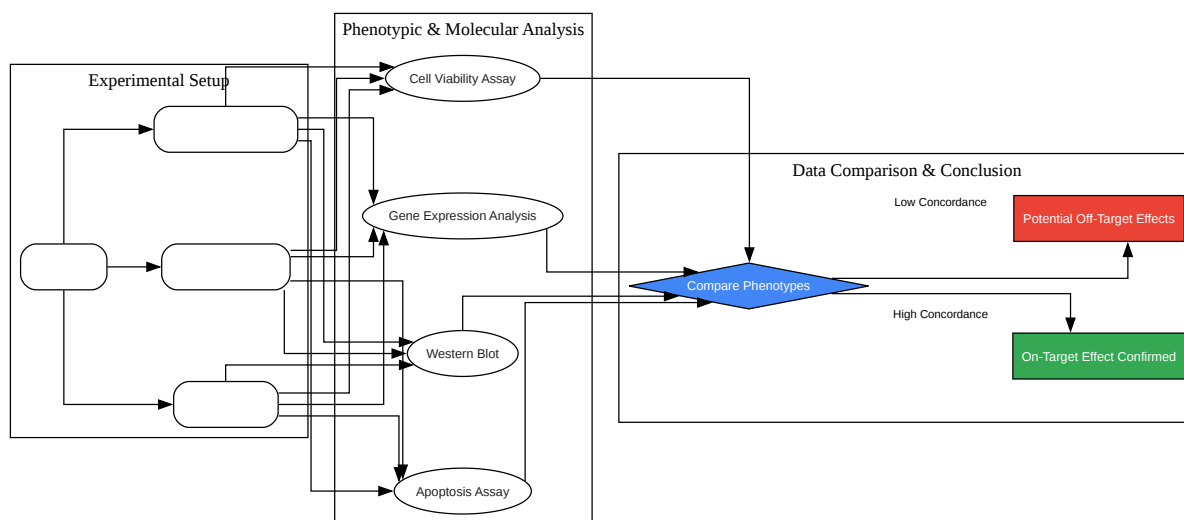 Phenotypic & Molecular Analysis
Experimental Setup
Cell Viability Assay
Gene Expression Analysis
Western Blot
Apoptosis Assay
Data Comparison & Conclusion
Low Concordance
Potential Off-Target Effects
Compare Phenotypes
High Concordance
On-Target Effect Confirmed